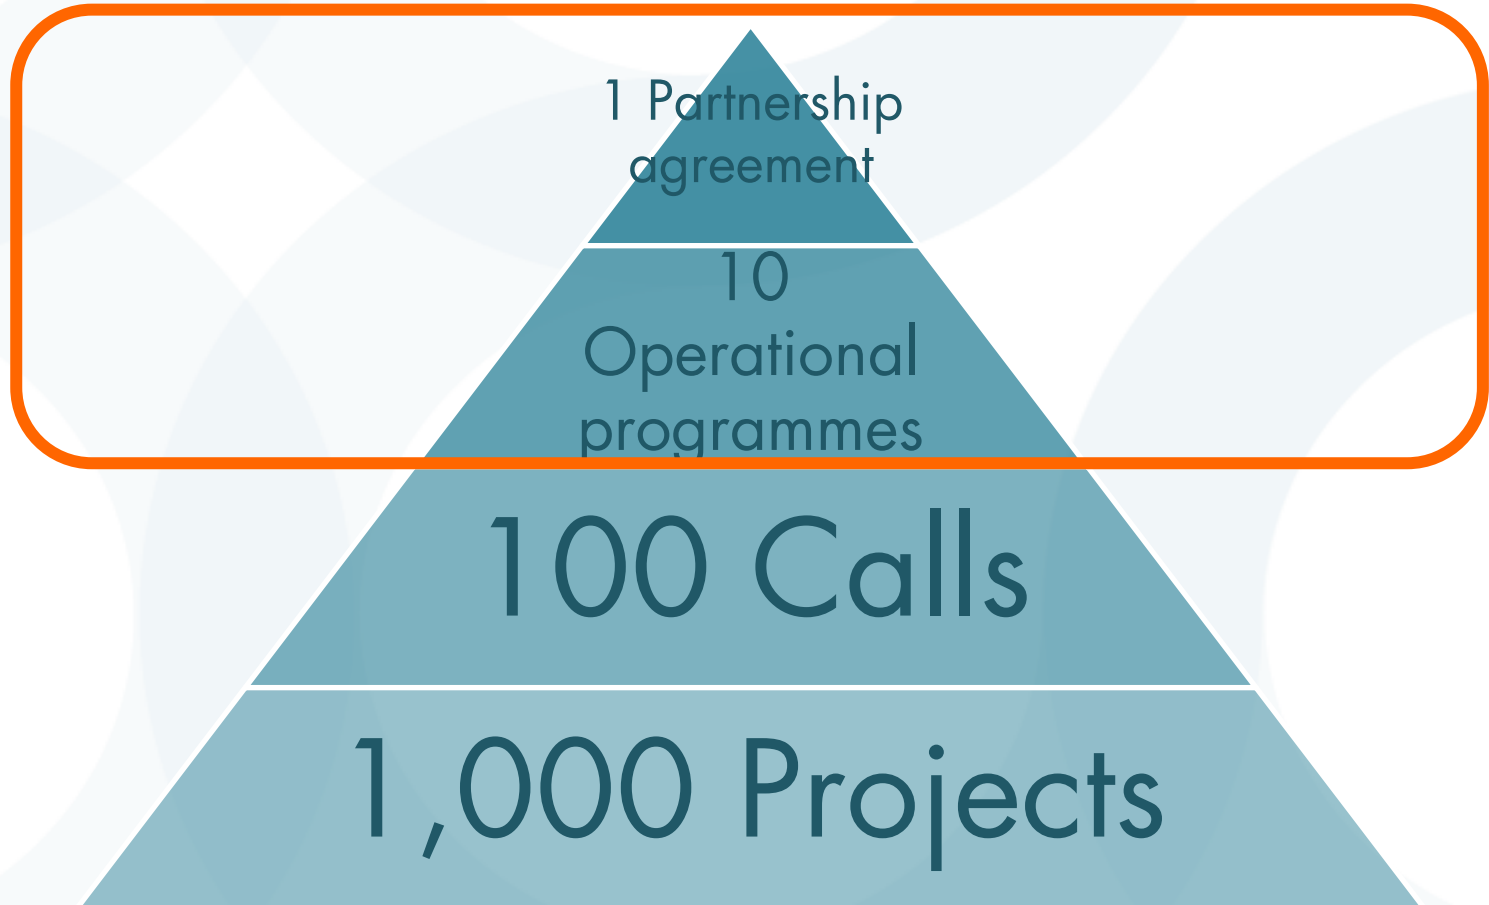 1 Partnership
agreement
10
Operational
programmes
100 Calls
1,000 Projects